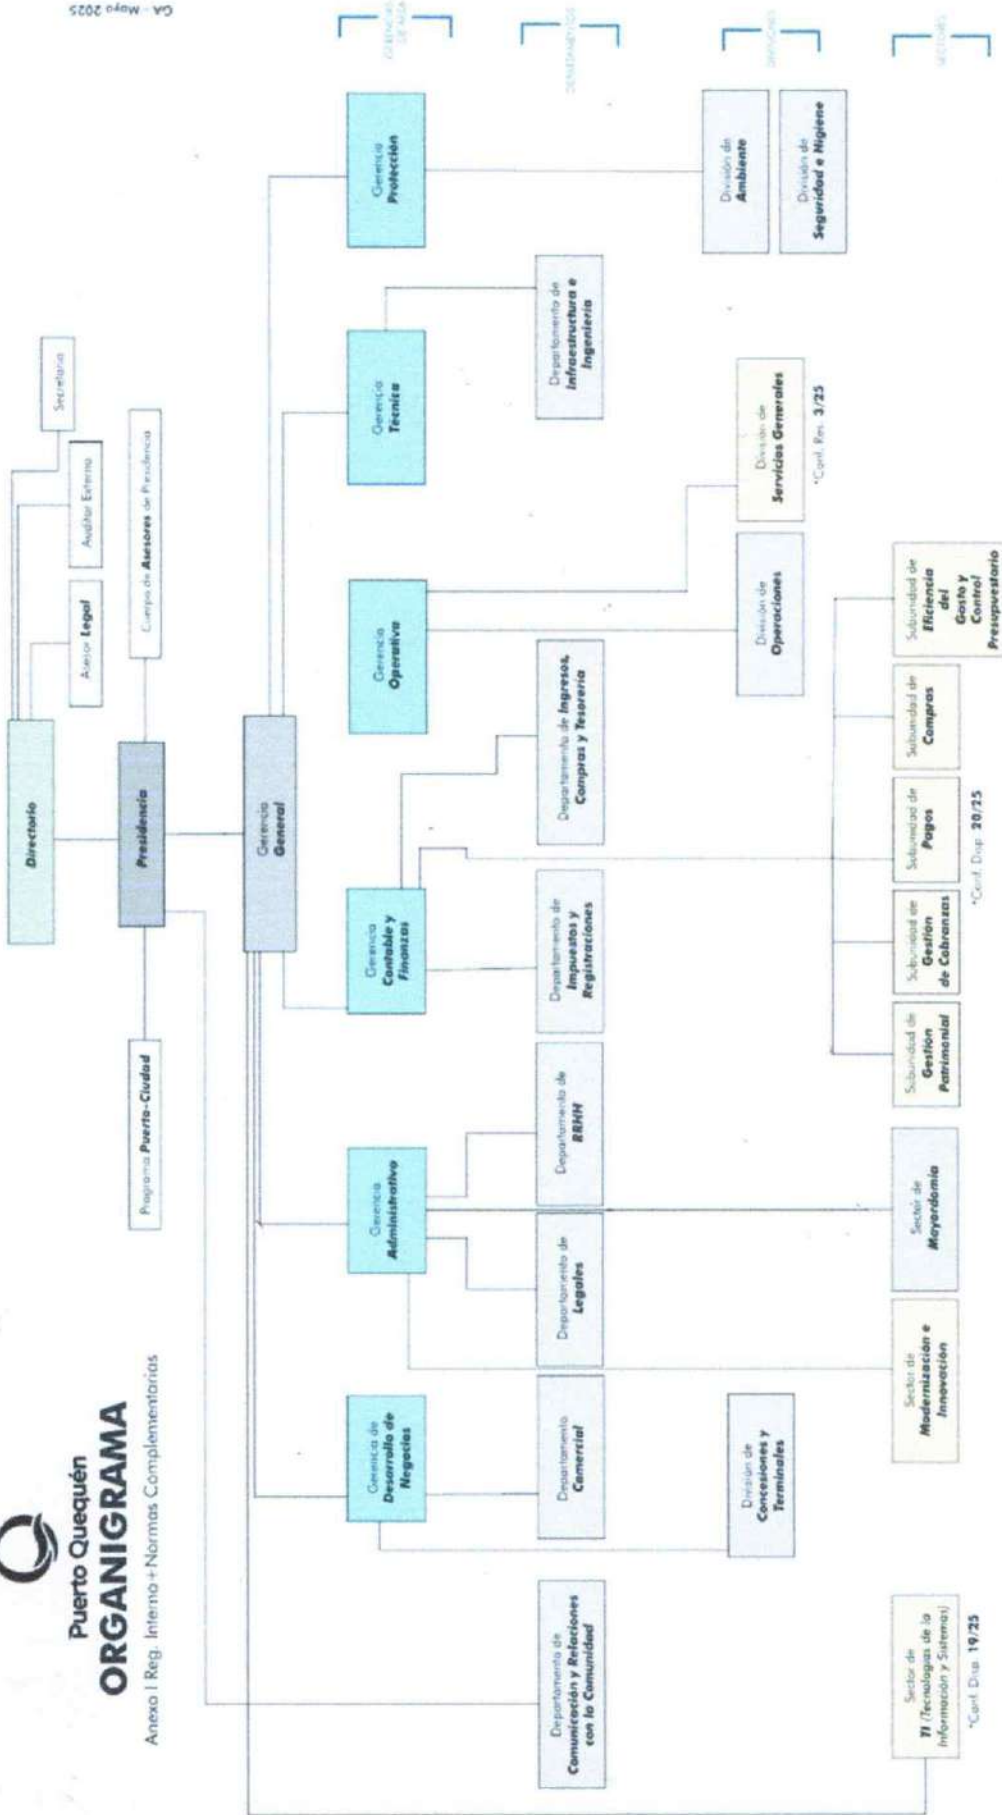 Puerto Quequén
ORGANIGRAMA
Anexo I Reg. Interno + Normas Complementarias
GA - Mayo 2025
Directorio
Asesor Legal
Auditor Externo
Secretario
Programa Puerto-Ciudad
Presidencia
Cuerpo de Asesores de Presidencia
Gerencia
General
GERENCIAS
DE ÁREA
Gerencia de
Desarrollo de
Negocios
Gerencia
Administrativa
Gerencia
Contable y
Finanzas
Gerencia
Operativa
Gerencia
Técnica
Gerencia
Protección
DEPARTAMENTOS
Departamento de
Comunicación y Relaciones
con la Comunidad
Departamento
Comercial
Departamento de
Legales
Departamento de
RRHH
Departamento de
Impuestos y
Registraciones
Departamento de Ingresos,
Compras y Tesorería
Departamento de
Infraestructura e
Ingeniería
DIVISIONES
División de
Concesiones y
Terminales
División de
Operaciones
División de
Servicios Generales
*Conf. Res. 3/25
División de
Ambiente
División de
Seguridad e Higiene
SECTORES
Sector de
TI (Tecnologías de la
Información y Sistemas)
*Conf. Disp. 19/25
Sector de
Modernización e
Innovación
Sector de
Mayordomía
Subunidad de
Gestión
Patrimonial
Subunidad de
Gestión
de Cobranzas
Subunidad de
Pagos
Subunidad de
Compras
Subunidad de
Eficiencia
del
Gasto y
Control
Presupuestario
*Conf. Disp. 20/25